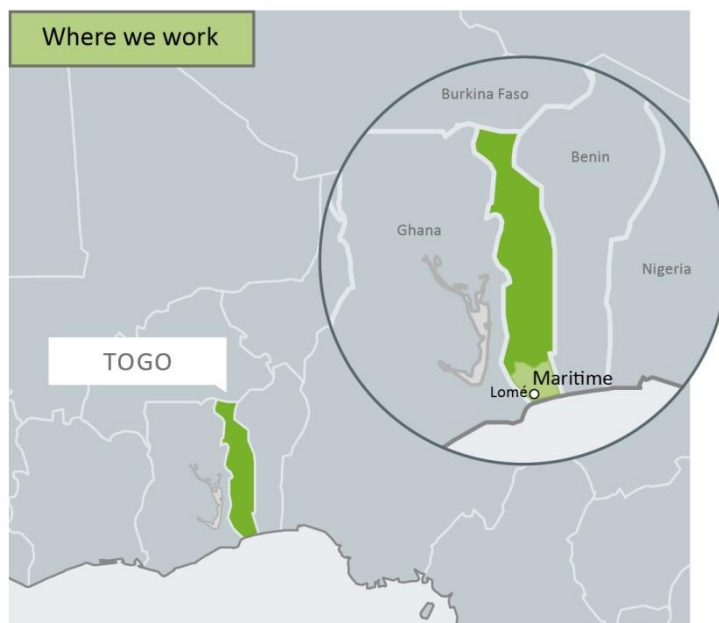 Where we work
Burkina Faso
Benin
Ghana
Nigeria
TOGO
Maritime
Lomé